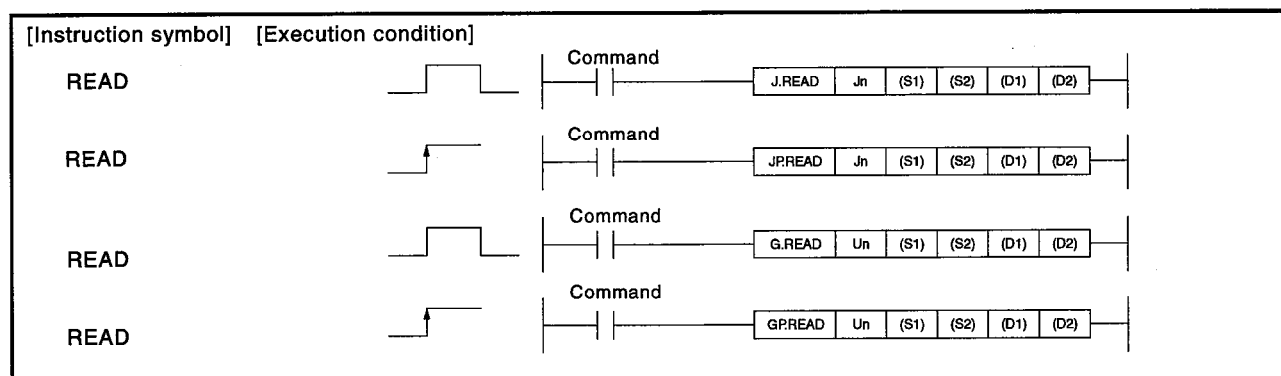 [Instruction symbol] [Execution condition]
READ Command J.READ Jn (S1) (S2) (D1) (D2)
READ Command JP.READ Jn (S1) (S2) (D1) (D2)
READ Command G.READ Un (S1) (S2) (D1) (D2)
READ Command GP.READ Un (S1) (S2) (D1) (D2)